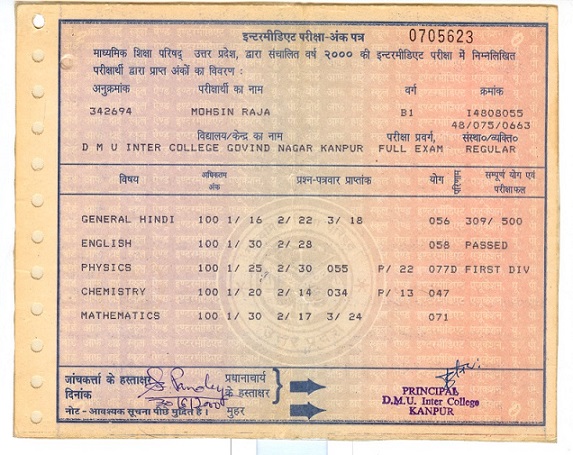 इन्टरमीडिएट परीक्षा-अंक पत्र 0705623
माध्यमिक शिक्षा परिषद् उत्तर प्रदेश, द्वारा संचालित वर्ष २००० की इन्टरमीडिएट परीक्षा में निम्नलिखित
परीक्षार्थी द्वारा प्राप्त अंकों का विवरण :
अनुक्रमांक परीक्षार्थी का नाम वर्ग क्रमांक
342694 MOHSIN RAJA B1 I4808055
48/075/0663
विद्यालय/केन्द्र का नाम परीक्षा प्रवर्ग, संस्था०/व्यक्ति०
D M U INTER COLLEGE GOVIND NAGAR KANPUR FULL EXAM REGULAR
विषय अधिकतम अंक प्रश्न-पत्रवार प्राप्तांक योग परिणाम सम्पूर्ण योग एवं परीक्षाफल
GENERAL HINDI 100 1/ 16 2/ 22 3/ 18 056 309/ 500
ENGLISH 100 1/ 30 2/ 28 058 PASSED
PHYSICS 100 1/ 25 2/ 30 055 P/ 22 077D FIRST DIV
CHEMISTRY 100 1/ 20 2/ 14 034 P/ 13 047
MATHEMATICS 100 1/ 30 2/ 17 3/ 24 071
जांचकर्त्ता के हस्ताक्षर प्रधानाचार्य
दिनांक के हस्ताक्षर
नोट - आवश्यक सूचना पीछे मुद्रित है। मुहर
PRINCIPAL
D.M.U. Inter College
KANPUR